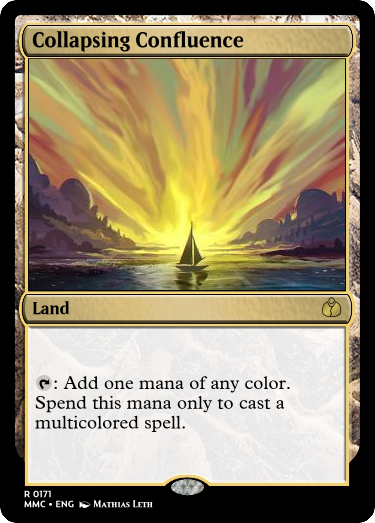 Collapsing Confluence
Land
: Add one mana of any color.
Spend this mana only to cast a
multicolored spell.
R 0171
MMC • ENG Mathias Leth